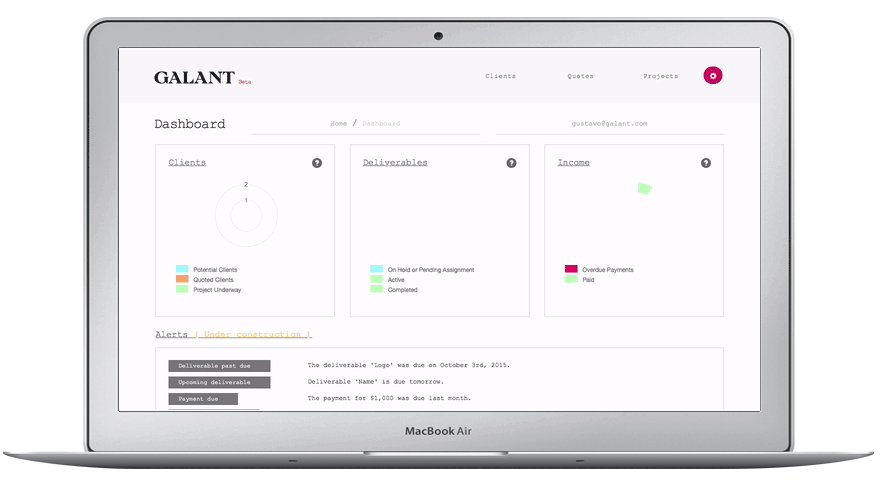 GALANT Beta
Clients Quotes Projects
Dashboard
Home / Dashboard
gustavo@galant.com
Clients ?
2
1
Potential Clients
Quoted Clients
Project Underway
Deliverables ?
On Hold or Pending Assignment
Active
Completed
Income ?
Overdue Payments
Paid
Alerts ( Under construction )
Deliverable past due The deliverable 'Logo' was due on October 3rd, 2015.
Upcoming deliverable Deliverable 'Name' is due tomorrow.
Payment due The payment for $1,000 was due last month.
MacBook Air